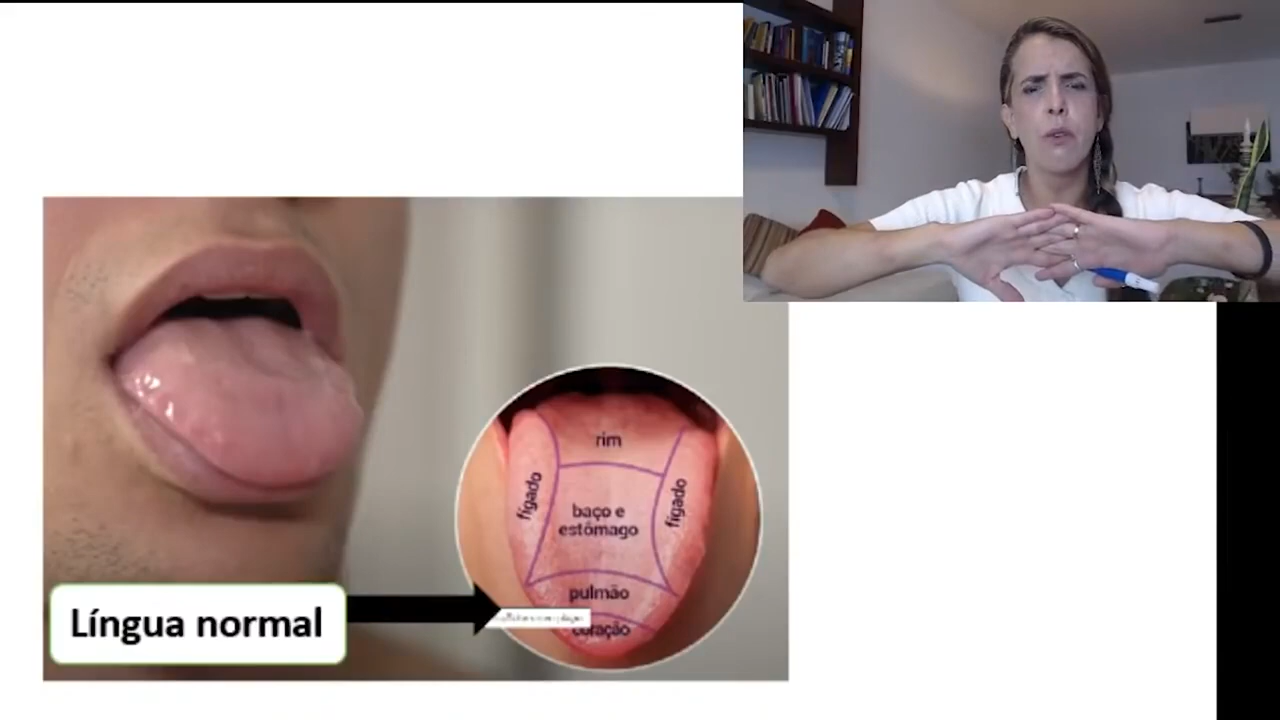 rim
fígado
fígado
baço e
estômago
pulmão
coração
Língua normal